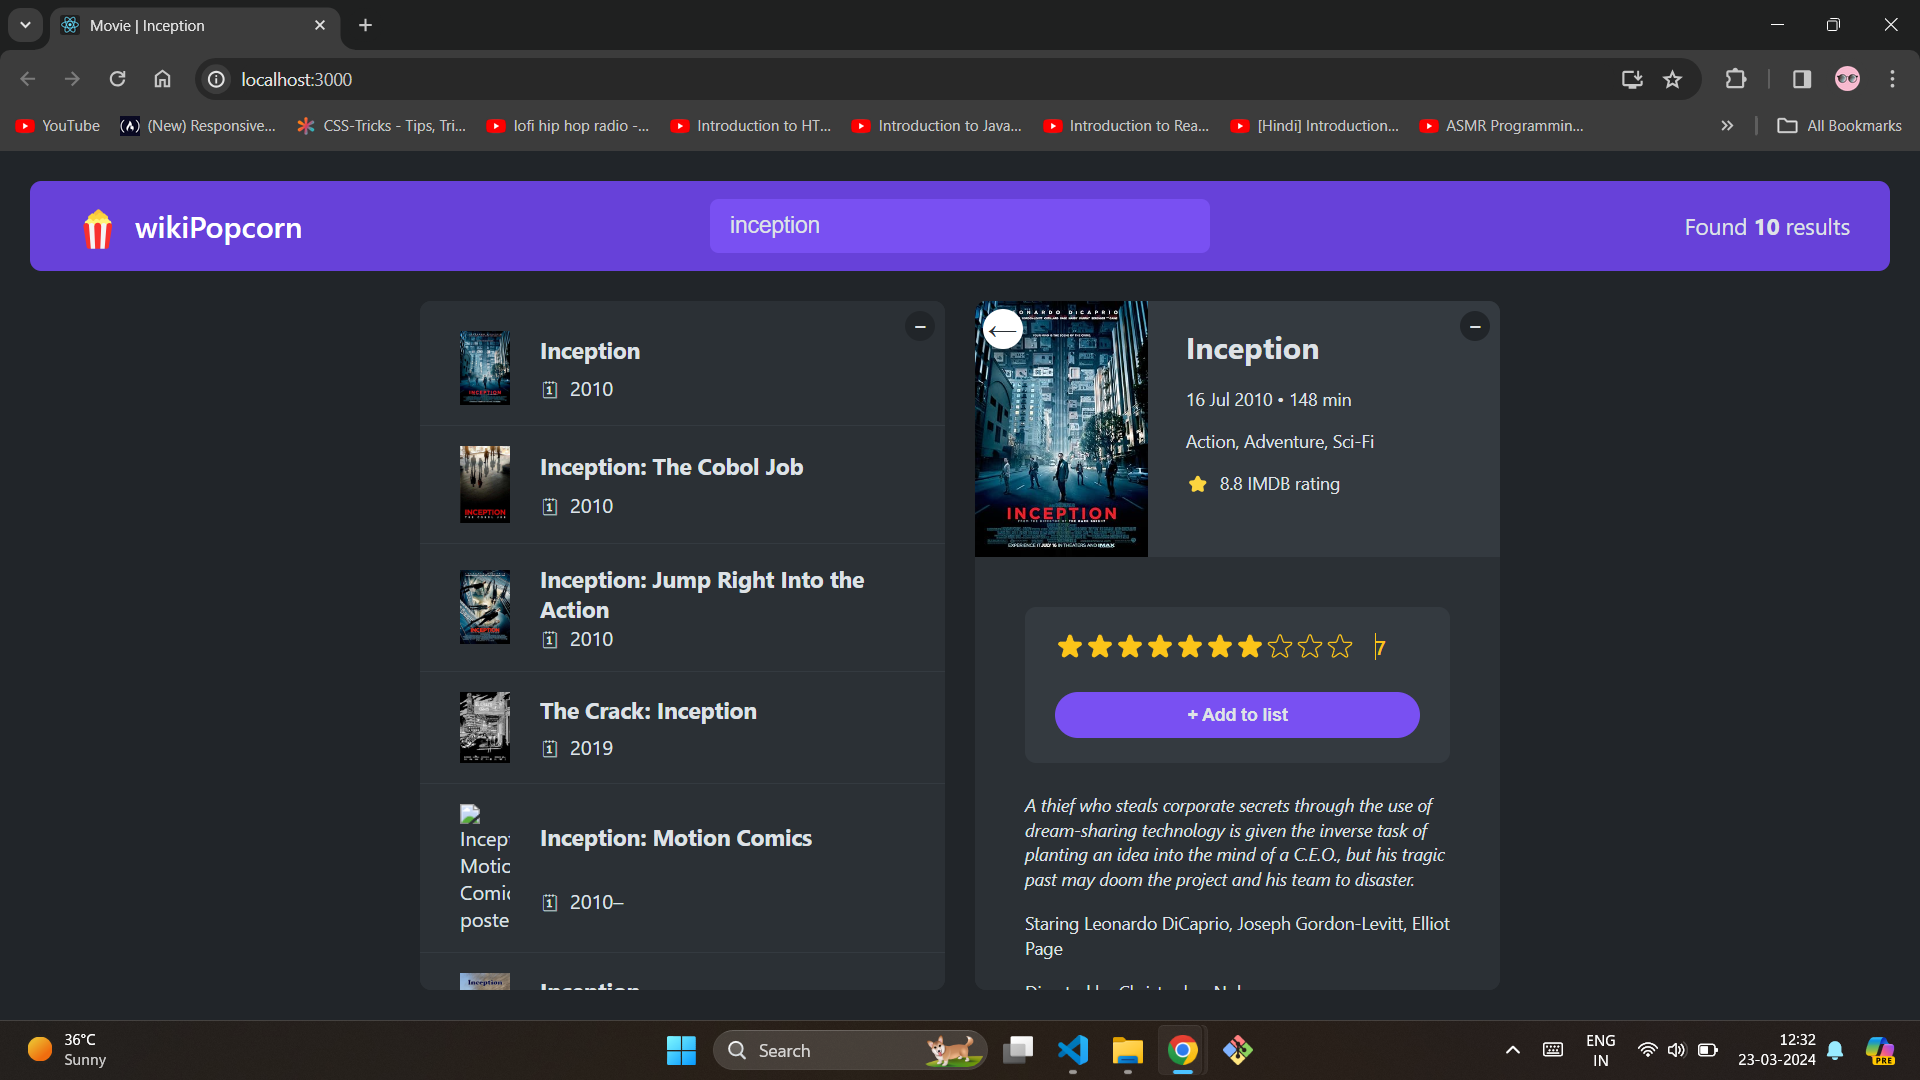 Movie | Inception
localhost:3000
YouTube
(New) Responsive...
CSS-Tricks - Tips, Tri...
lofi hip hop radio -...
Introduction to HT...
Introduction to Java...
Introduction to Rea...
[Hindi] Introduction...
ASMR Programmin...
All Bookmarks
wikiPopcorn
inception
Found 10 results
Inception
2010
Inception: The Cobol Job
2010
Inception: Jump Right Into the
Action
2010
The Crack: Inception
2019
Incep
Motic
Comi
poste
Inception: Motion Comics
2010–
Inception
INCEPTION
Inception
16 Jul 2010 • 148 min
Action, Adventure, Sci-Fi
8.8 IMDB rating
7
+ Add to list
A thief who steals corporate secrets through the use of
dream-sharing technology is given the inverse task of
planting an idea into the mind of a C.E.O., but his tragic
past may doom the project and his team to disaster.
Staring Leonardo DiCaprio, Joseph Gordon-Levitt, Elliot
Page
36°C
Sunny
Search
PRE
ENG
IN
12:32
23-03-2024